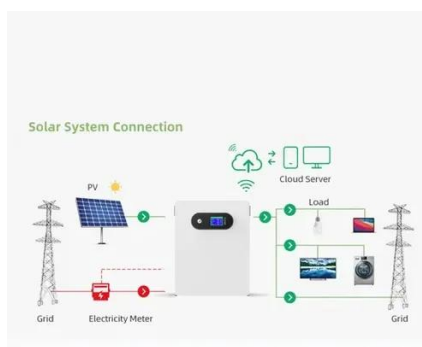 Solar System Connection
PV
Cloud Server
Load
Grid
Electricity Meter
Grid